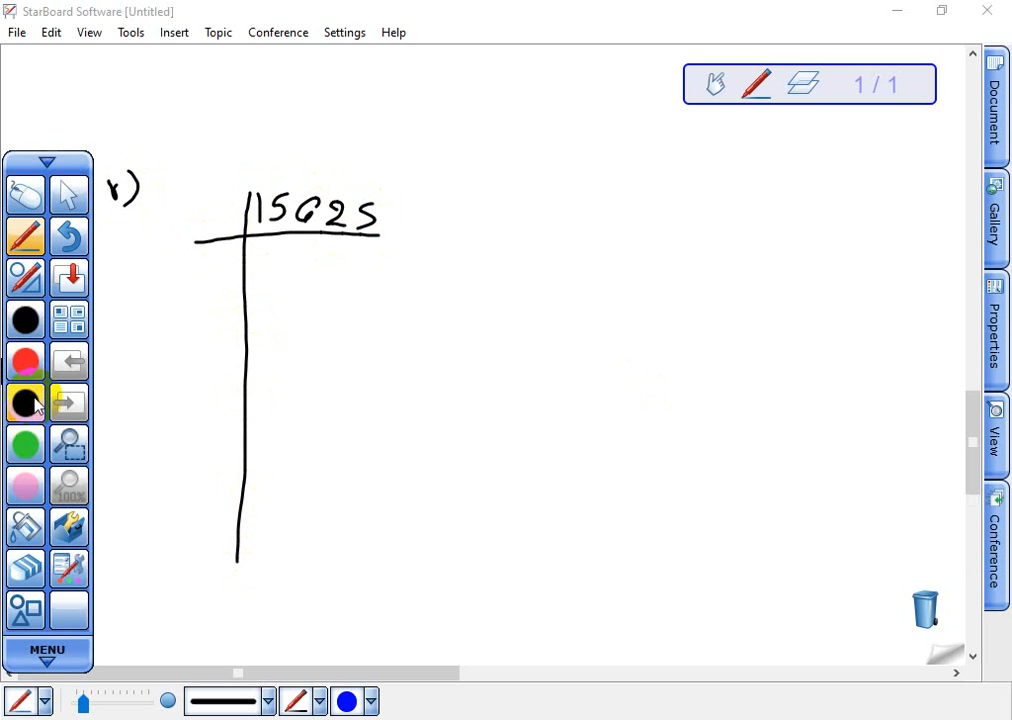 StarBoard Software [Untitled]
File Edit View Tools Insert Topic Conference Settings Help
1 / 1
Document
Gallery
Properties
View
Conference
r)
15625
100%
MENU